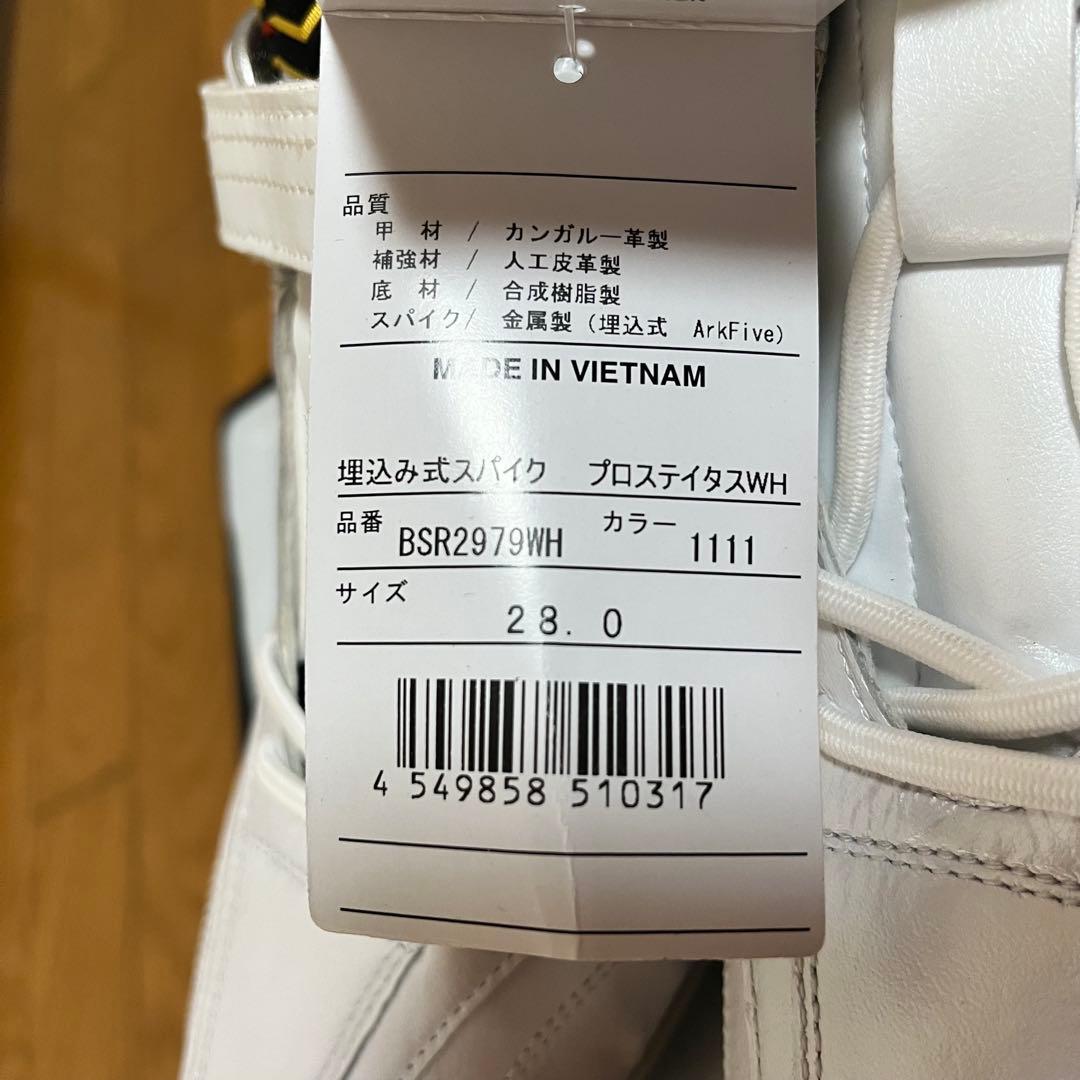 品質
甲 材 / カンガルー革製
補強材 / 人工皮革製
底 材 / 合成樹脂製
スパイク/ 金属製(埋込式 ArkFive)
MADE IN VIETNAM
埋込み式スパイク プロステイタスWH
品番 BSR2979WH カラー 1111
サイズ
28.0
4 549858 510317